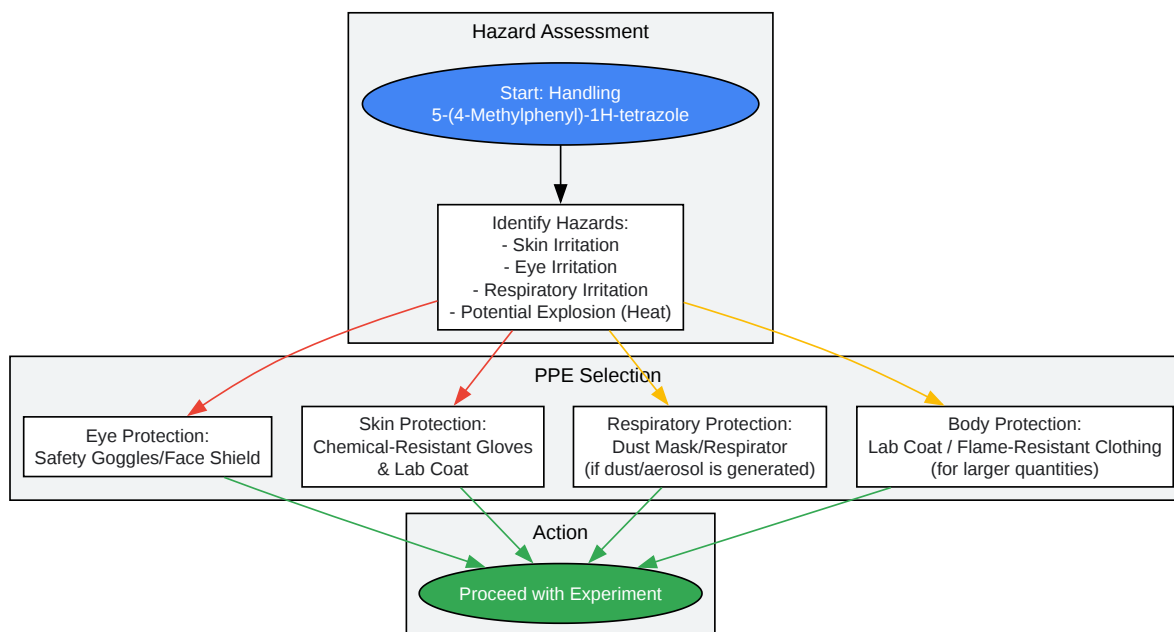 Hazard Assessment
Start: Handling
5-(4-Methylphenyl)-1H-tetrazole
Identify Hazards:
- Skin Irritation
- Eye Irritation
- Respiratory Irritation
- Potential Explosion (Heat)
PPE Selection
Eye Protection:
Safety Goggles/Face Shield
Skin Protection:
Chemical-Resistant Gloves
& Lab Coat
Respiratory Protection:
Dust Mask/Respirator
(if dust/aerosol is generated)
Body Protection:
Lab Coat / Flame-Resistant Clothing
(for larger quantities)
Action
Proceed with Experiment